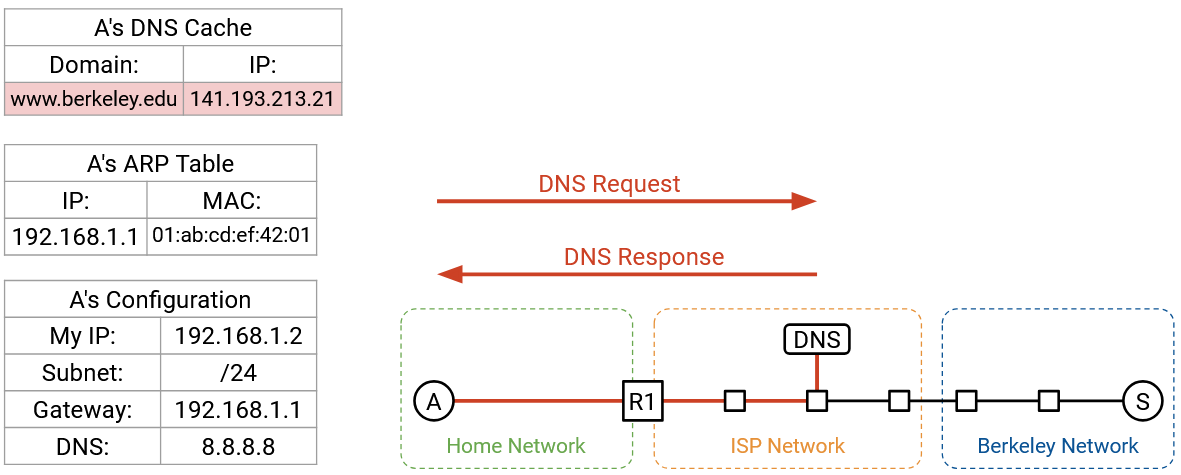 A's DNS Cache
Domain: IP:
www.berkeley.edu 141.193.213.21
A's ARP Table
IP: MAC:
192.168.1.1 01:ab:cd:ef:42:01
A's Configuration
My IP: 192.168.1.2
Subnet: /24
Gateway: 192.168.1.1
DNS: 8.8.8.8
DNS Request
DNS Response
DNS
A R1 S
Home Network ISP Network Berkeley Network